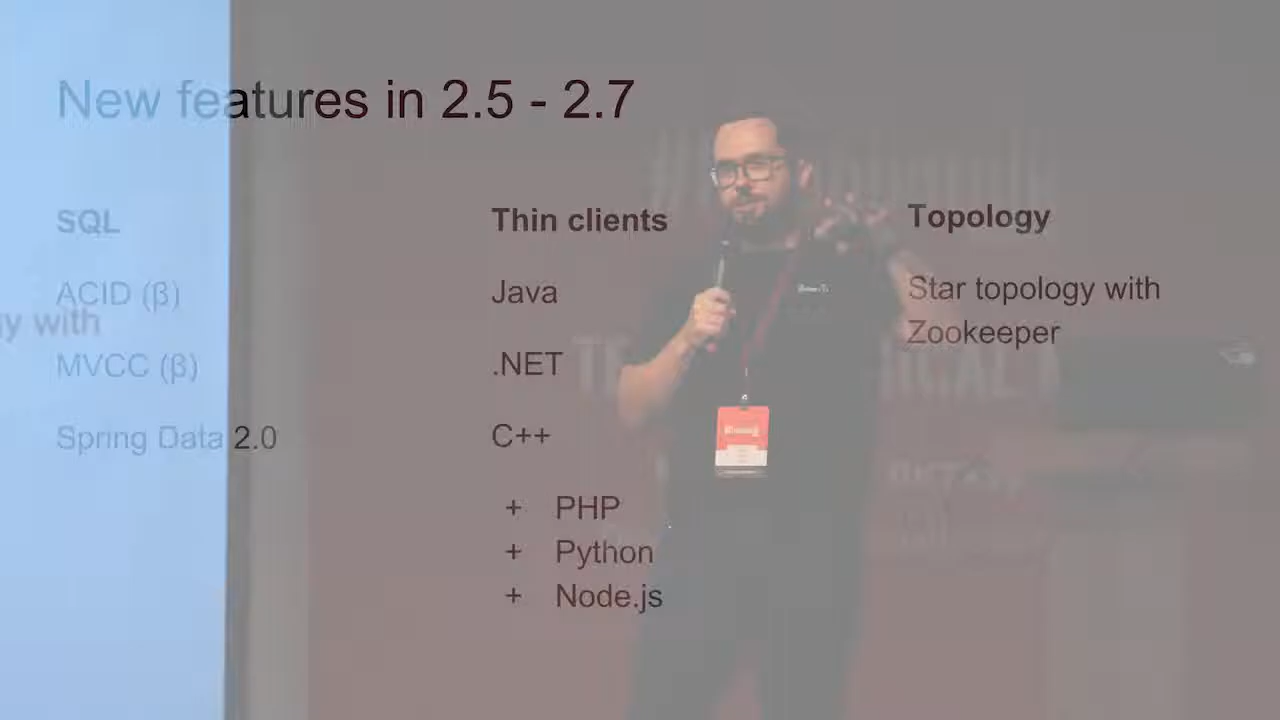 New features in 2.5 - 2.7
SQL
ACID (β)
MVCC (β)
Spring Data 2.0
Thin clients
Java
.NET
C++
+ PHP
+ Python
+ Node.js
Topology
Star topology with
Zookeeper
y with